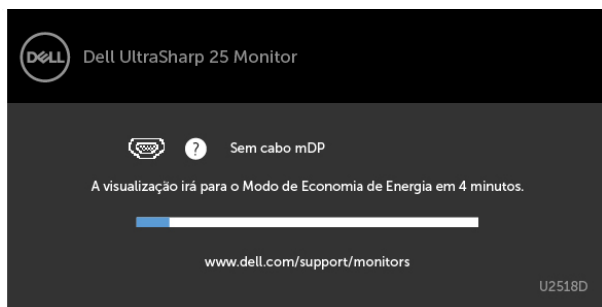 DELL
Dell UltraSharp 25 Monitor
? Sem cabo mDP
A visualização irá para o Modo de Economia de Energia em 4 minutos.
www.dell.com/support/monitors
U2518D